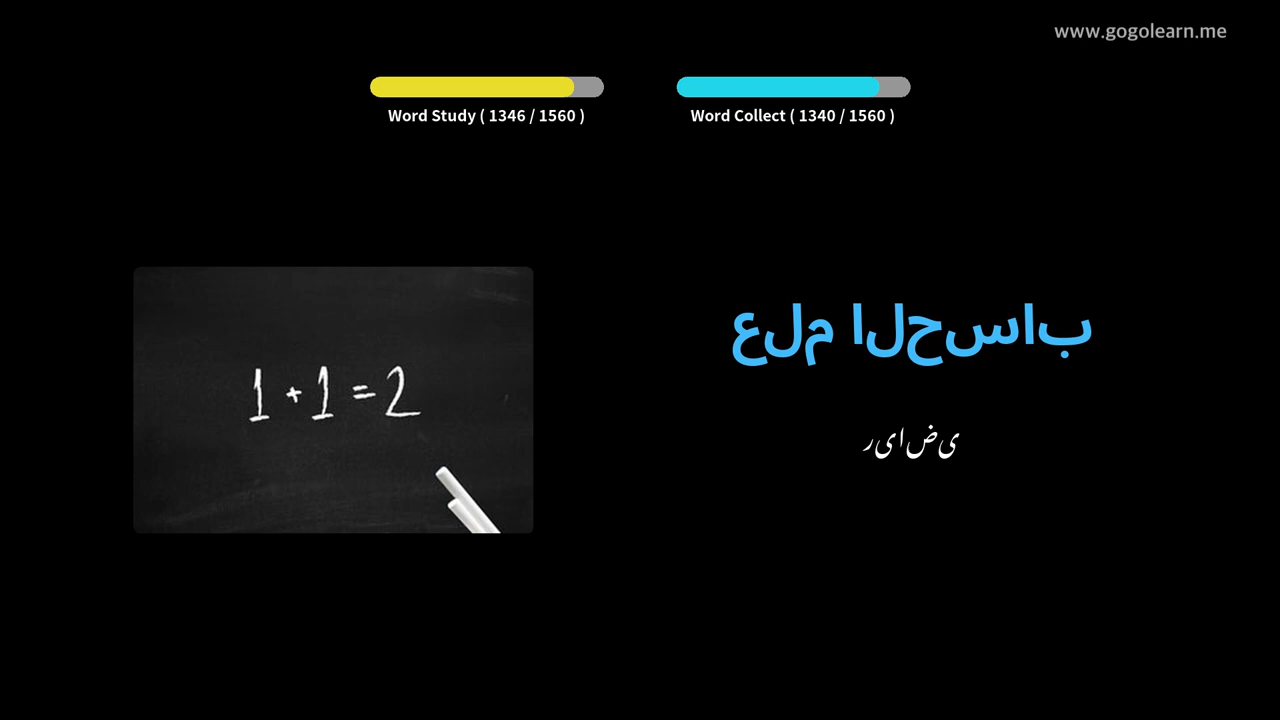 www.gogolearn.me
Word Study ( 1346 / 1560 )
Word Collect ( 1340 / 1560 )
علم الحساب
1 + 1 = 2
ریاضی